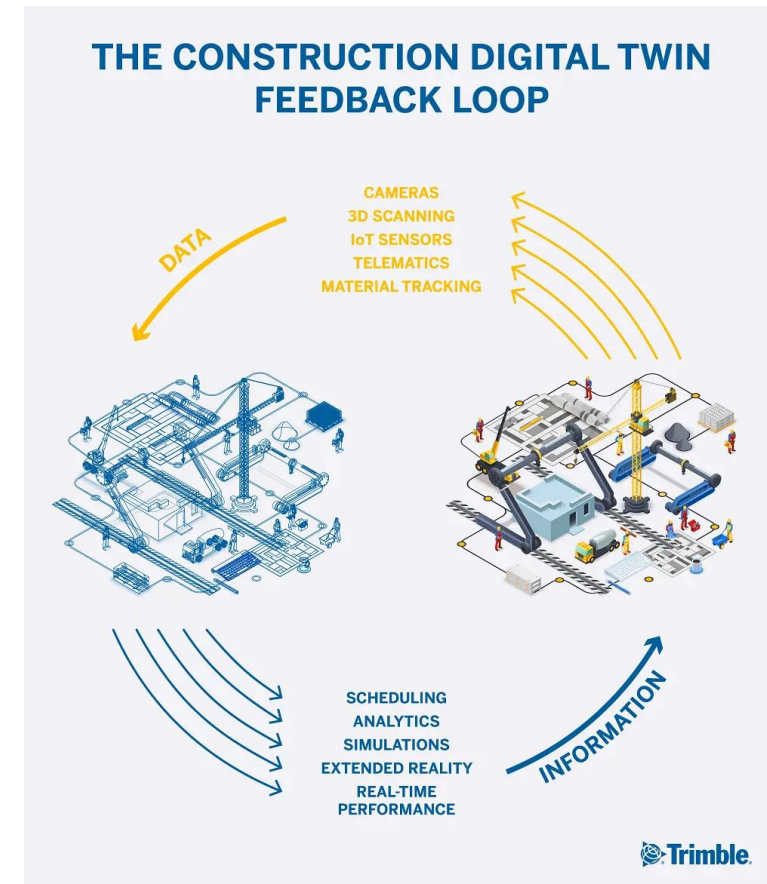 THE CONSTRUCTION DIGITAL TWIN
FEEDBACK LOOP
CAMERAS
3D SCANNING
IoT SENSORS
TELEMATICS
MATERIAL TRACKING
DATA
SCHEDULING
ANALYTICS
SIMULATIONS
EXTENDED REALITY
REAL-TIME
PERFORMANCE
INFORMATION
Trimble.